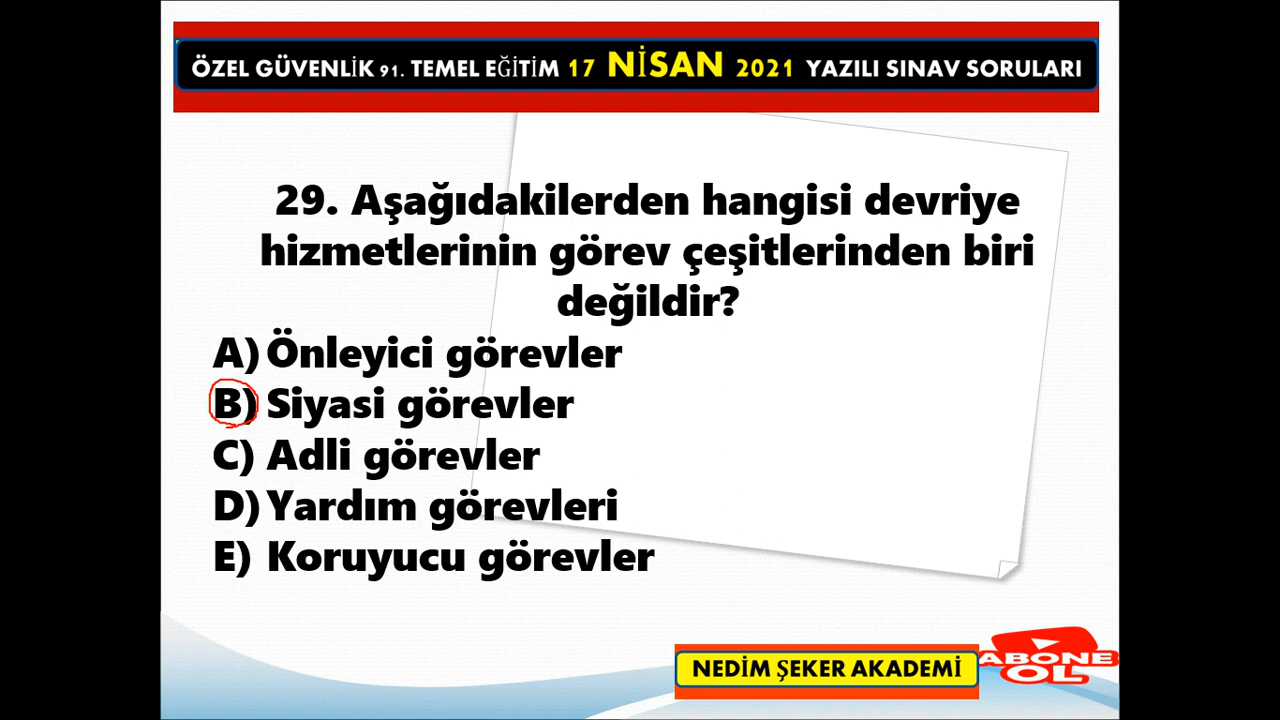 ÖZEL GÜVENLİK 91. TEMEL EĞİTİM 17 NİSAN 2021 YAZILI SINAV SORULARI
29. Aşağıdakilerden hangisi devriye
hizmetlerinin görev çeşitlerinden biri
değildir?
A) Önleyici görevler
B) Siyasi görevler
C) Adli görevler
D) Yardım görevleri
E) Koruyucu görevler
NEDİM ŞEKER AKADEMİ
ABONE
OL